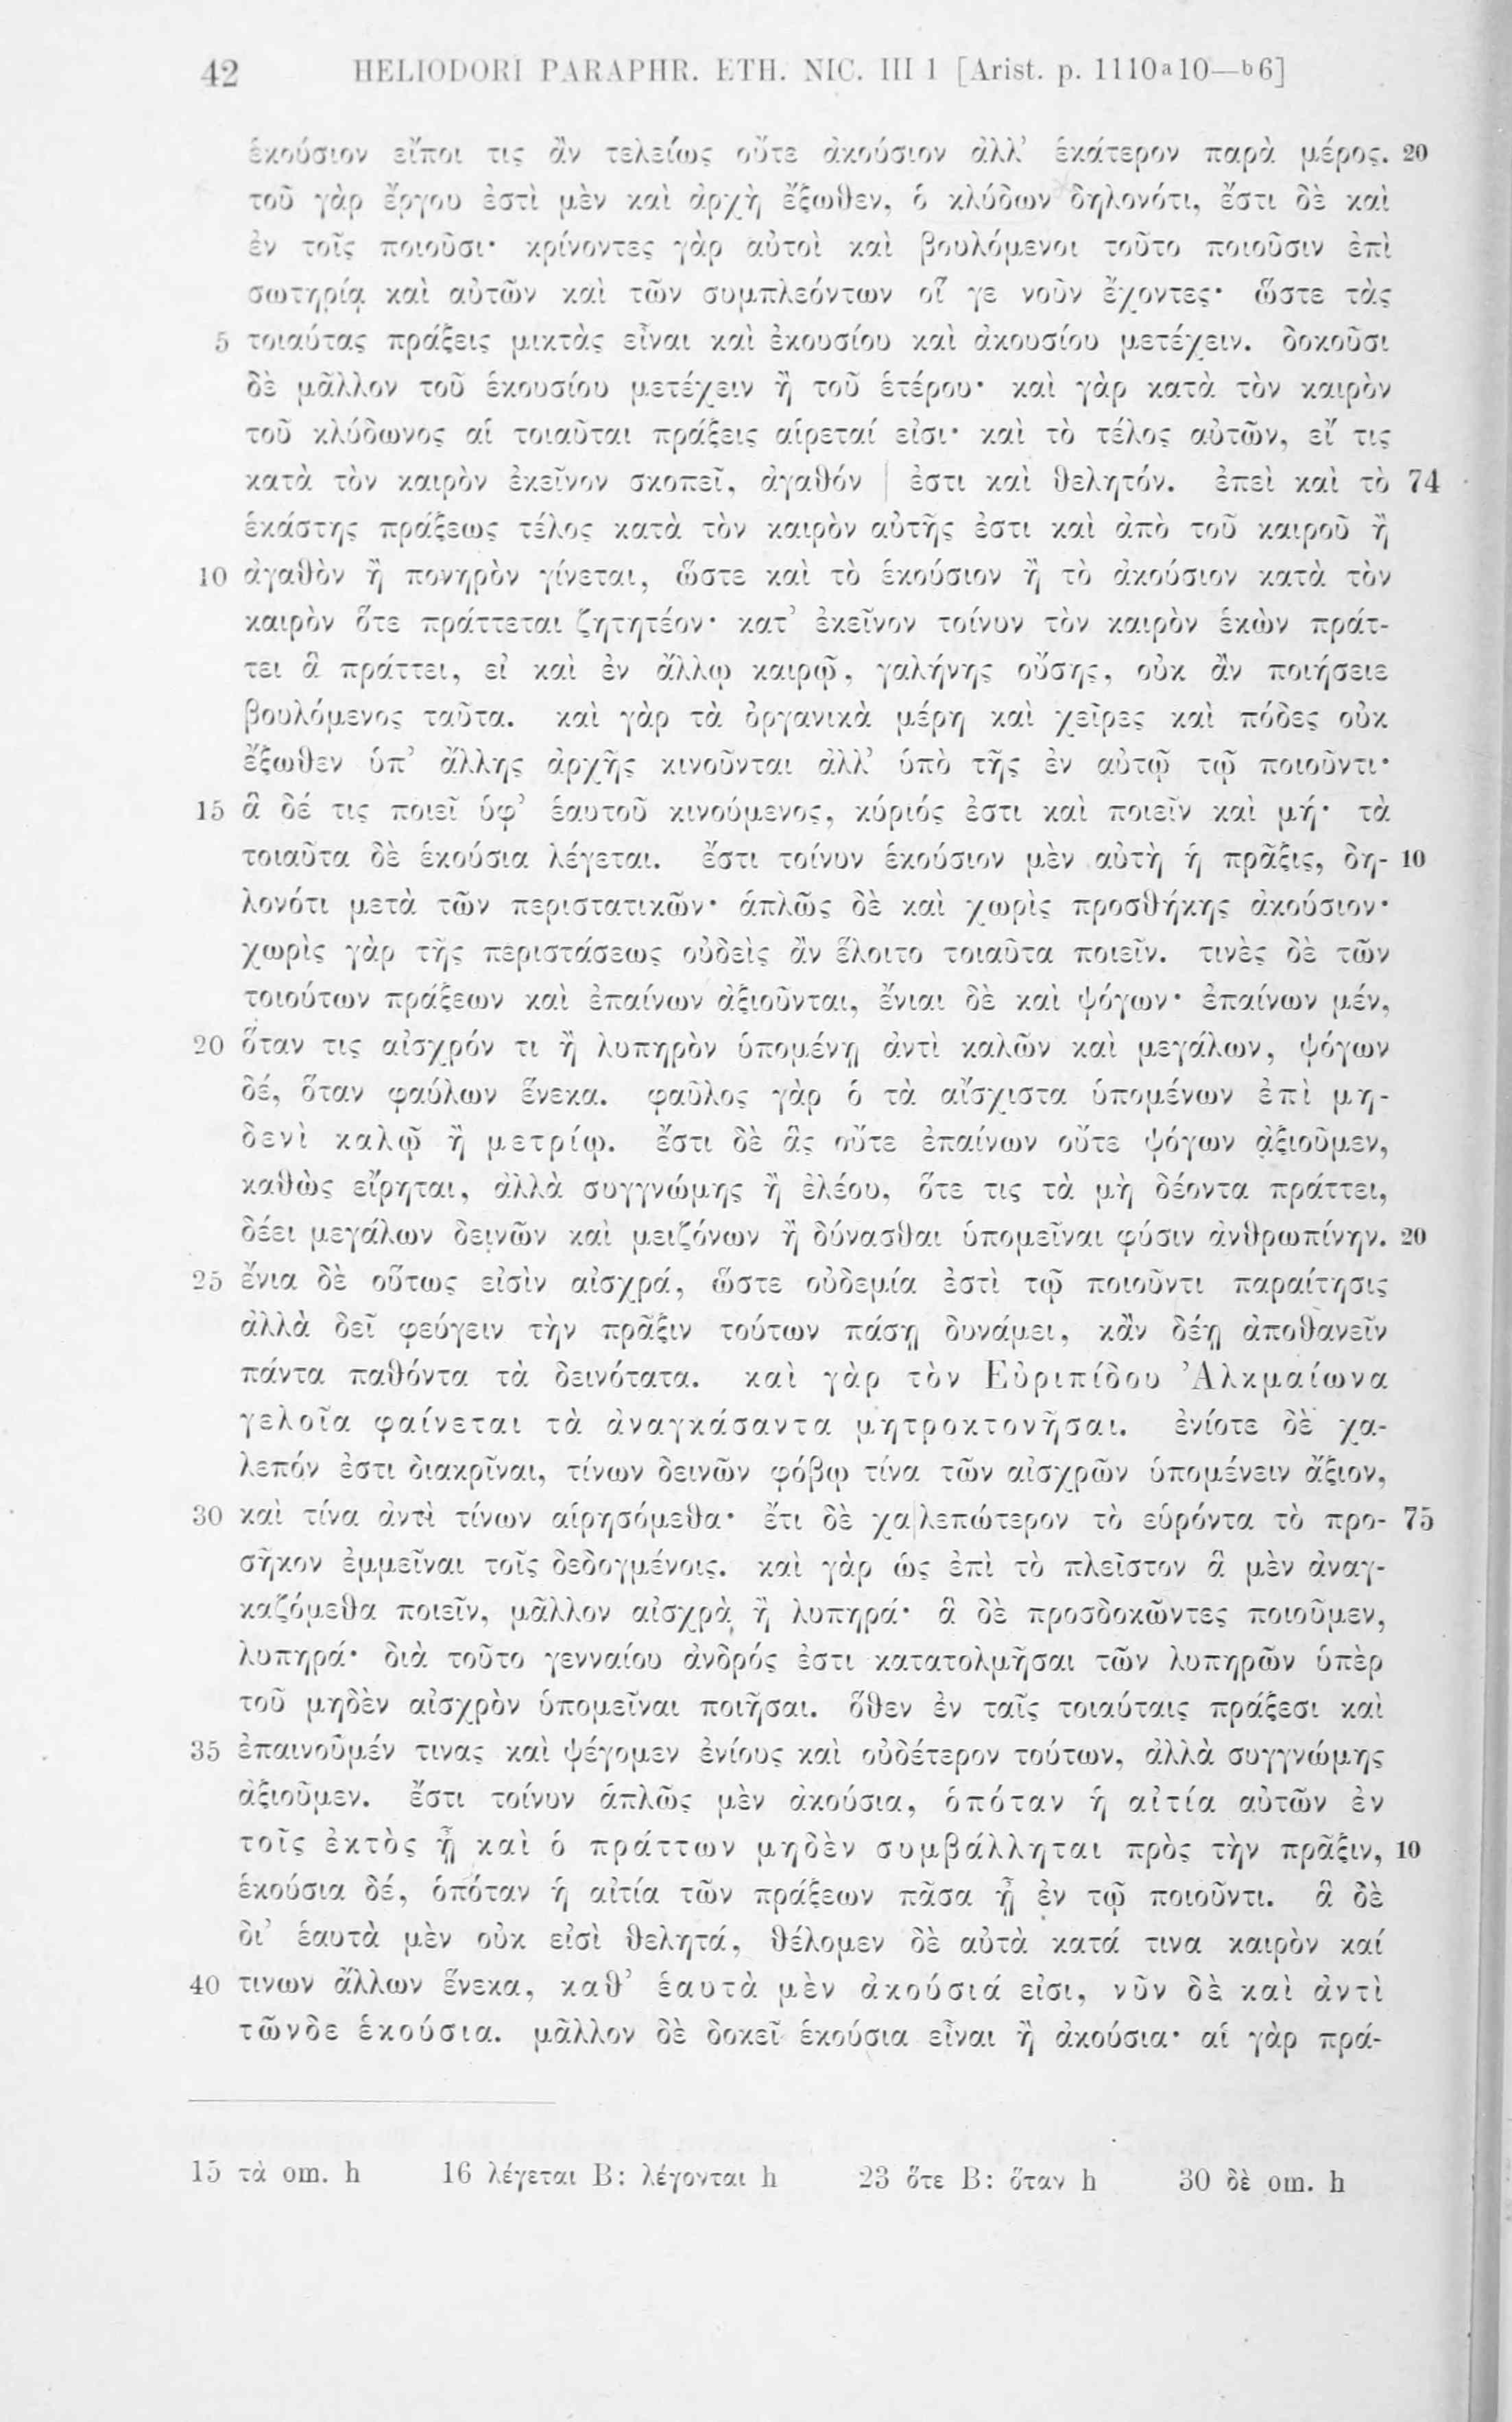 42 HELIODORI PARAPHR. ETH. NIC. III 1 [Arist. p. 1110a10—b6]
ἑκούσιον εἴποι τις ἂν τελείως οὔτε ἀκούσιον ἀλλ’ ἑκάτερον παρὰ μέρος. 20
τοῦ γὰρ ἔργου ἐστὶ μὲν καὶ ἀρχὴ ἔξωθεν, ὁ κλύδων δηλονότι, ἔστι δὲ καὶ
ἐν τοῖς ποιοῦσι· κρίνοντες γὰρ αὐτοὶ καὶ βουλόμενοι τοῦτο ποιοῦσιν ἐπὶ
σωτηρίᾳ καὶ αὐτῶν καὶ τῶν συμπλεόντων οἵ γε νοῦν ἔχοντες· ὥστε τὰς
5 τοιαύτας πράξεις μικτὰς εἶναι καὶ ἑκουσίου καὶ ἀκουσίου μετέχειν. δοκοῦσι
δὲ μᾶλλον τοῦ ἑκουσίου μετέχειν ἢ τοῦ ἑτέρου· καὶ γὰρ κατὰ τὸν καιρὸν
τοῦ κλύδωνος αἱ τοιαῦται πράξεις αἱρεταί εἰσι· καὶ τὸ τέλος αὐτῶν, εἴ τις
κατὰ τὸν καιρὸν ἐκεῖνον σκοπεῖ, ἀγαθόν | ἐστι καὶ θελητόν. ἐπεὶ καὶ τὸ 74
ἑκάστης πράξεως τέλος κατὰ τὸν καιρὸν αὐτῆς ἐστι καὶ ἀπὸ τοῦ καιροῦ ἢ
10 ἀγαθὸν ἢ πονηρὸν γίνεται, ὥστε καὶ τὸ ἑκούσιον ἢ τὸ ἀκούσιον κατὰ τὸν
καιρὸν ὅτε πράττεται ζητητέον· κατ’ ἐκεῖνον τοίνυν τὸν καιρὸν ἑκὼν πράτ-
τει ἃ πράττει, εἰ καὶ ἐν ἄλλῳ καιρῷ, γαλήνης οὔσης, οὐκ ἂν ποιήσειε
βουλόμενος ταῦτα. καὶ γὰρ τὰ ὀργανικὰ μέρη καὶ χεῖρες καὶ πόδες οὐκ
ἔξωθεν ὑπ’ ἄλλης ἀρχῆς κινοῦνται ἀλλ’ ὑπὸ τῆς ἐν αὐτῷ τῷ ποιοῦντι·
15 ἃ δέ τις ποιεῖ ὑφ’ ἑαυτοῦ κινούμενος, κύριός ἐστι καὶ ποιεῖν καὶ μή· τὰ
τοιαῦτα δὲ ἑκούσια λέγεται. ἔστι τοίνυν ἑκούσιον μὲν αὐτὴ ἡ πρᾶξις, δη- 10
λονότι μετὰ τῶν περιστατικῶν· ἁπλῶς δὲ καὶ χωρὶς προσθήκης ἀκούσιον·
χωρὶς γὰρ τῆς περιστάσεως οὐδεὶς ἂν ἕλοιτο τοιαῦτα ποιεῖν. τινὲς δὲ τῶν
τοιούτων πράξεων καὶ ἐπαίνων ἀξιοῦνται, ἔνιαι δὲ καὶ ψόγων· ἐπαίνων μέν,
20 ὅταν τις αἰσχρόν τι ἢ λυπηρὸν ὑπομένῃ ἀντὶ καλῶν καὶ μεγάλων, ψόγων
δέ, ὅταν φαύλων ἕνεκα. φαῦλος γὰρ ὁ τὰ αἴσχιστα ὑπομένων ἐπὶ μη-
δενὶ καλῷ ἢ μετρίῳ. ἔστι δὲ ἃς οὔτε ἐπαίνων οὔτε ψόγων ἀξιοῦμεν,
καθὼς εἴρηται, ἀλλὰ συγγνώμης ἢ ἐλέου, ὅτε τις τὰ μὴ δέοντα πράττει,
δέει μεγάλων δεινῶν καὶ μειζόνων ἢ δύνασθαι ὑπομεῖναι φύσιν ἀνθρωπίνην. 20
25 ἔνια δὲ οὕτως εἰσὶν αἰσχρά, ὥστε οὐδεμία ἐστὶ τῷ ποιοῦντι παραίτησις
ἀλλὰ δεῖ φεύγειν τὴν πρᾶξιν τούτων πάσῃ δυνάμει, κἂν δέῃ ἀποθανεῖν
πάντα παθόντα τὰ δεινότατα. καὶ γὰρ τὸν Εὐριπίδου Ἀλκμαίωνα
γελοῖα φαίνεται τὰ ἀναγκάσαντα μητροκτονῆσαι. ἐνίοτε δὲ χα-
λεπόν ἐστι διακρῖναι, τίνων δεινῶν φόβῳ τίνα τῶν αἰσχρῶν ὑπομένειν ἄξιον,
30 καὶ τίνα ἀντὶ τίνων αἱρησόμεθα· ἔτι δὲ χα|λεπώτερον τὸ εὑρόντα τὸ προ- 75
σῆκον ἐμμεῖναι τοῖς δεδογμένοις. καὶ γὰρ ὡς ἐπὶ τὸ πλεῖστον ἃ μὲν ἀναγ-
καζόμεθα ποιεῖν, μᾶλλον αἰσχρὰ ἢ λυπηρά· ἃ δὲ προσδοκῶντες ποιοῦμεν,
λυπηρά· διὰ τοῦτο γενναίου ἀνδρός ἐστι κατατολμῆσαι τῶν λυπηρῶν ὑπὲρ
τοῦ μηδὲν αἰσχρὸν ὑπομεῖναι ποιῆσαι. ὅθεν ἐν ταῖς τοιαύταις πράξεσι καὶ
35 ἐπαινοῦμέν τινας καὶ ψέγομεν ἐνίους καὶ οὐδέτερον τούτων, ἀλλὰ συγγνώμης
ἀξιοῦμεν. ἔστι τοίνυν ἁπλῶς μὲν ἀκούσια, ὁπόταν ἡ αἰτία αὐτῶν ἐν
τοῖς ἐκτὸς ᾖ καὶ ὁ πράττων μηδὲν συμβάλληται πρὸς τὴν πρᾶξιν, 10
ἑκούσια δέ, ὁπόταν ἡ αἰτία τῶν πράξεων πᾶσα ᾖ ἐν τῷ ποιοῦντι. ἃ δὲ
δι’ ἑαυτὰ μὲν οὐκ εἰσὶ θελητά, θέλομεν δὲ αὐτὰ κατά τινα καιρὸν καί
40 τινων ἄλλων ἕνεκα, καθ’ ἑαυτὰ μὲν ἀκούσιά εἰσι, νῦν δὲ καὶ ἀντὶ
τῶνδε ἑκούσια. μᾶλλον δὲ δοκεῖ ἑκούσια εἶναι ἢ ἀκούσια· αἱ γὰρ πρά-
15 τὰ om. h 16 λέγεται B: λέγονται h 23 ὅτε B: ὅταν h 30 δὲ om. h